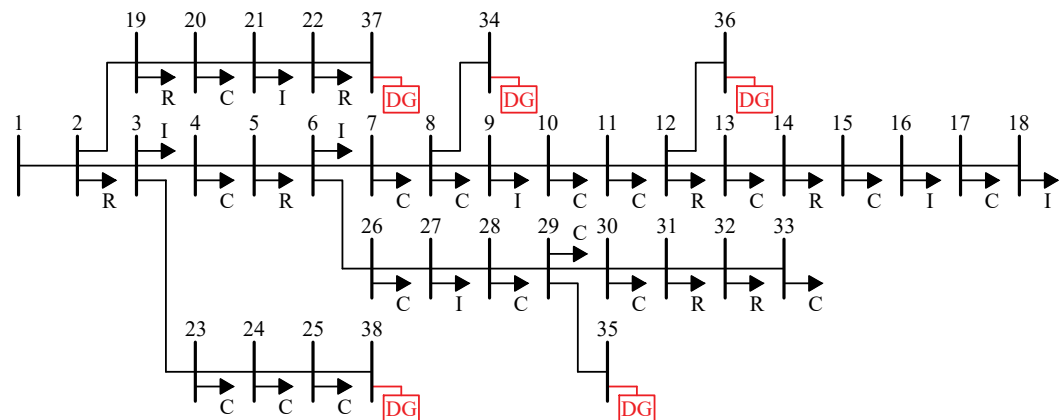 19 20 21 22 37 34 36
R C I R DG DG DG
1 2 3 I 4 5 6 I 7 8 9 10 11 12 13 14 15 16 17 18
R C R C C I C C R C R C I C I
26 27 28 29 C 30 31 32 33
C I C C R R C
23 24 25 38 35
C C C DG DG